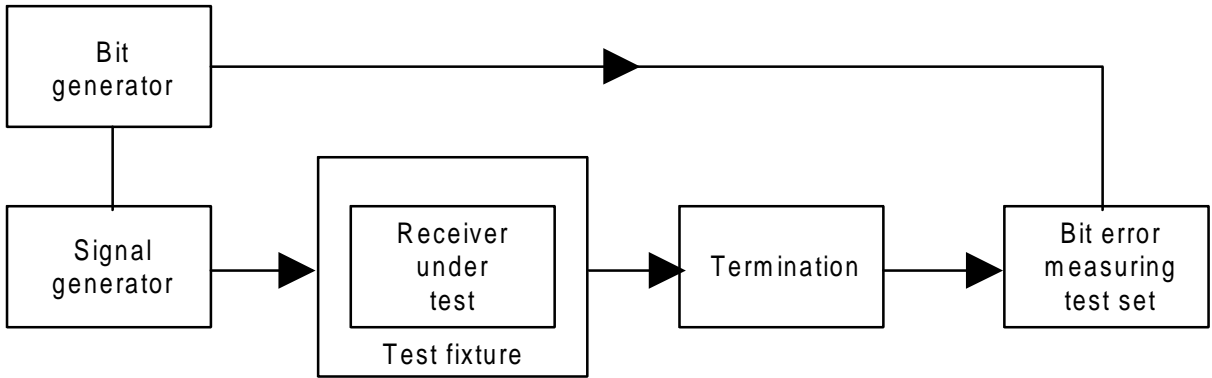 Bit
generator
Signal
generator
Receiver
under
test
Test fixture
Termination
Bit error
measuring
test set